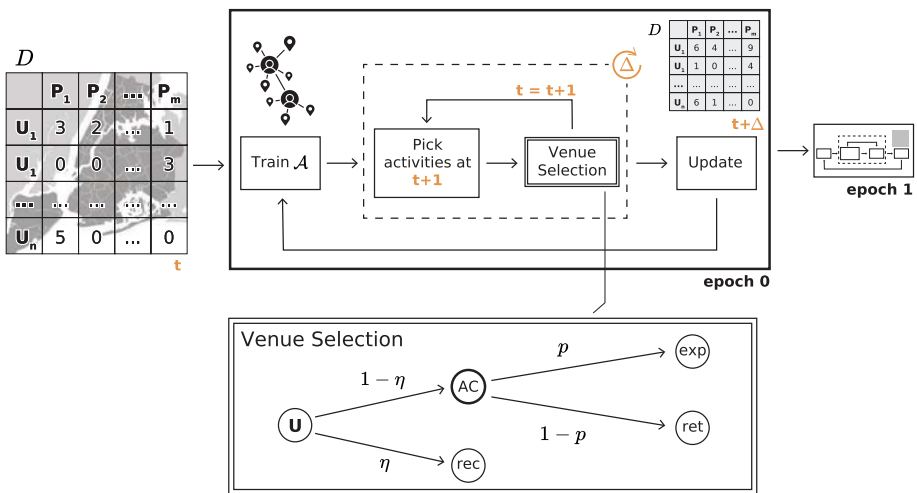 D
P1 P2 ... Pm
U1 3 2 ... 1
U1 0 0 ... 3
... ... ... ... ...
Un 5 0 ... 0
t
D
P1 P2 ... Pm
U1 6 4 ... 9
U1 1 0 ... 4
... ... ... ... ...
Un 6 1 ... 0
t+Δ
Δ
t = t+1
Train 𝒜
Pick
activities at
t+1
Venue
Selection
Update
epoch 0
epoch 1
Venue Selection
U
1 − η
η
AC
rec
p
1 − p
exp
ret